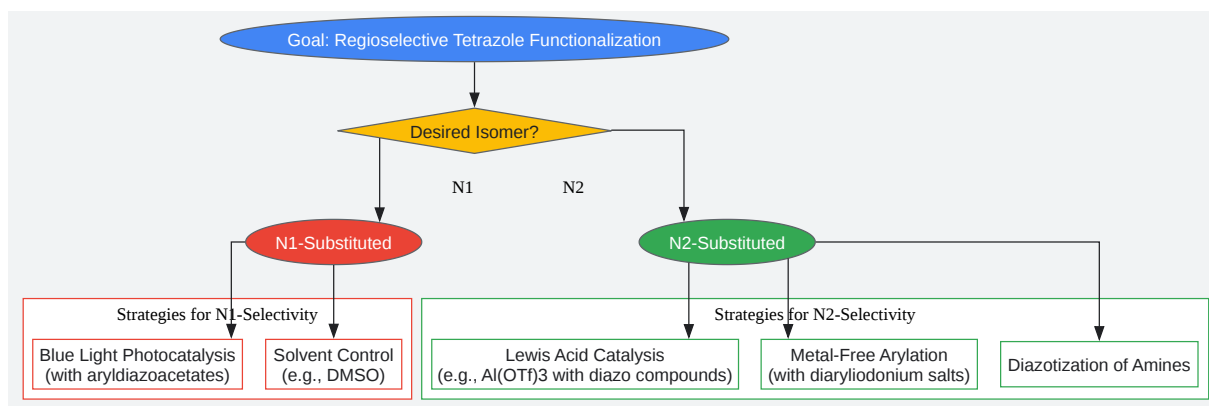 Goal: Regioselective Tetrazole Functionalization
Desired Isomer?
N1
N2
N1-Substituted
N2-Substituted
Strategies for N1-Selectivity
Strategies for N2-Selectivity
Blue Light Photocatalysis
(with aryldiazoacetates)
Solvent Control
(e.g., DMSO)
Lewis Acid Catalysis
(e.g., Al(OTf)3 with diazo compounds)
Metal-Free Arylation
(with diaryliodonium salts)
Diazotization of Amines